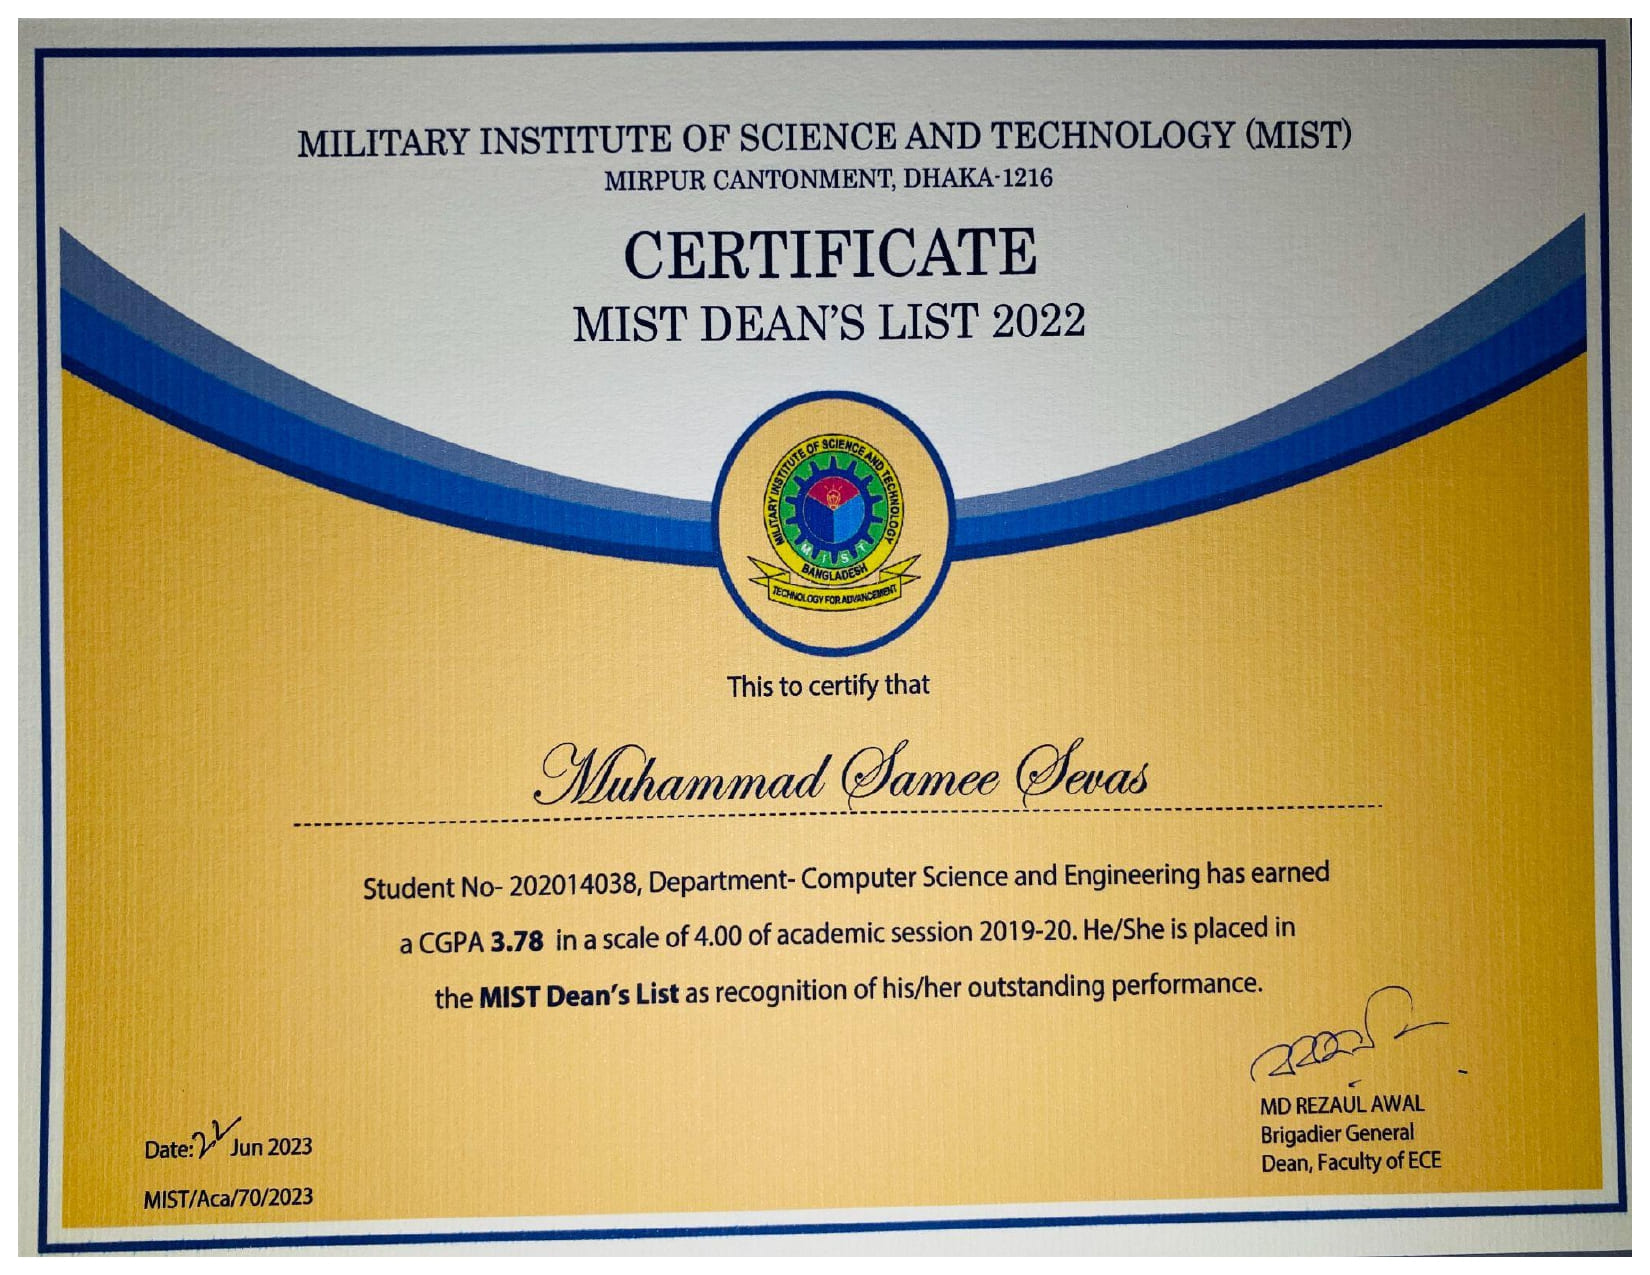 MILITARY INSTITUTE OF SCIENCE AND TECHNOLOGY (MIST)
MIRPUR CANTONMENT, DHAKA-1216
CERTIFICATE
MIST DEAN'S LIST 2022
MILITARY INSTITUTE OF SCIENCE AND TECHNOLOGY
MIST
BANGLADESH
TECHNOLOGY FOR ADVANCEMENT
This to certify that
Muhammad Samee Sevas
Student No- 202014038, Department- Computer Science and Engineering has earned
a CGPA 3.78 in a scale of 4.00 of academic session 2019-20. He/She is placed in
the MIST Dean's List as recognition of his/her outstanding performance.
MD REZAUL AWAL
Brigadier General
Dean, Faculty of ECE
Date: 22 Jun 2023
MIST/Aca/70/2023